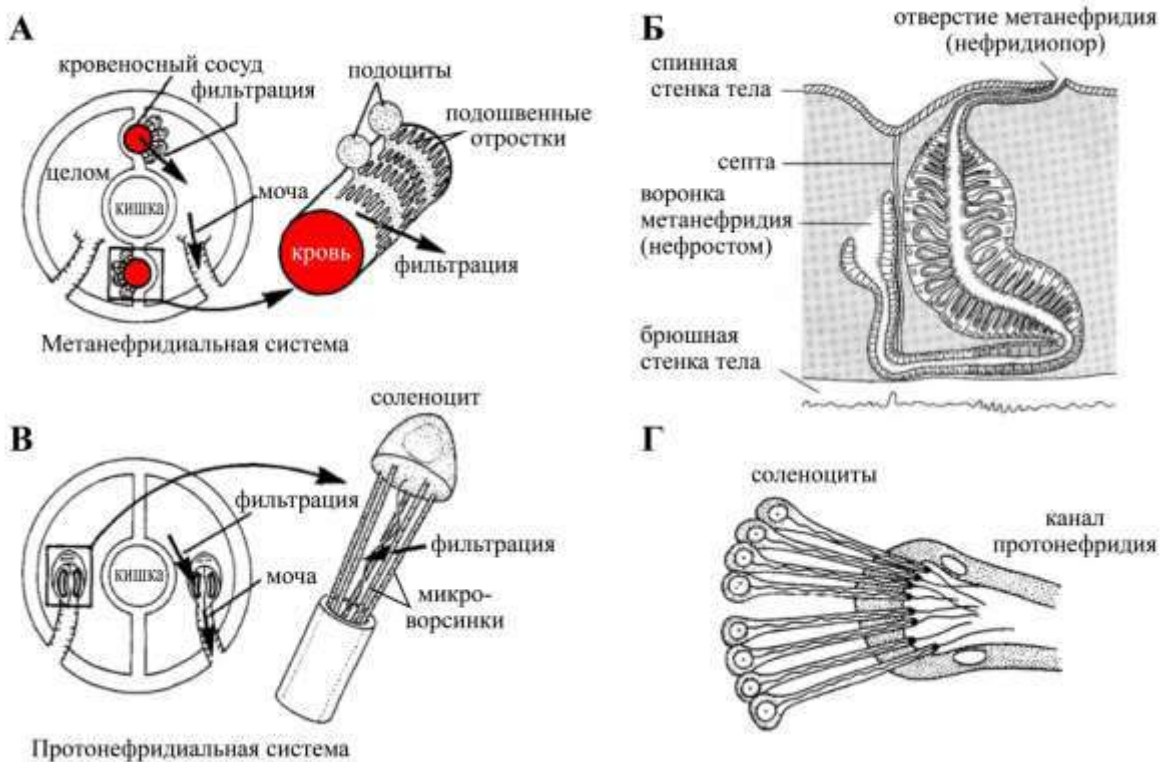 А
кровеносный сосуд
фильтрация
целом
кишка
моча
подоциты
подошвенные
отростки
кровь
фильтрация
Метанефридиальная система
Б
отверстие метанефридия
(нефридиопор)
спинная
стенка тела
септа
воронка
метанефридия
(нефростом)
брюшная
стенка тела
В
соленоцит
фильтрация
кишка
моча
фильтрация
микро-
ворсинки
Протонефридиальная система
Г
соленоциты
канал
протонефридия